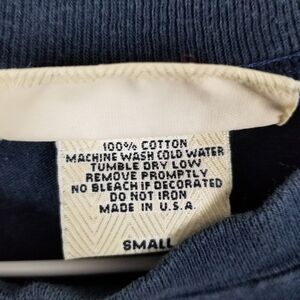 100% COTTON
MACHINE WASH COLD WATER
TUMBLE DRY LOW
REMOVE PROMPTLY
NO BLEACH IF DECORATED
DO NOT IRON
MADE IN U.S.A.
SMALL